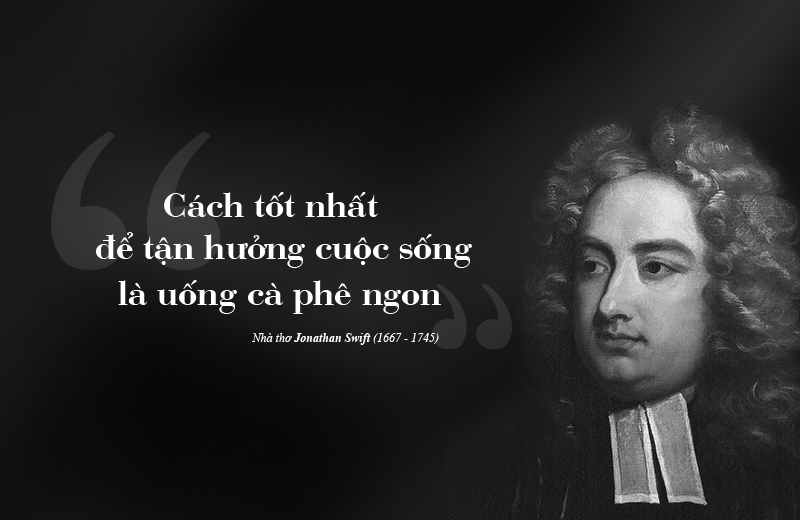 Cách tốt nhất
để tận hưởng cuộc sống
là uống cà phê ngon
Nhà thơ Jonathan Swift (1667 - 1745)